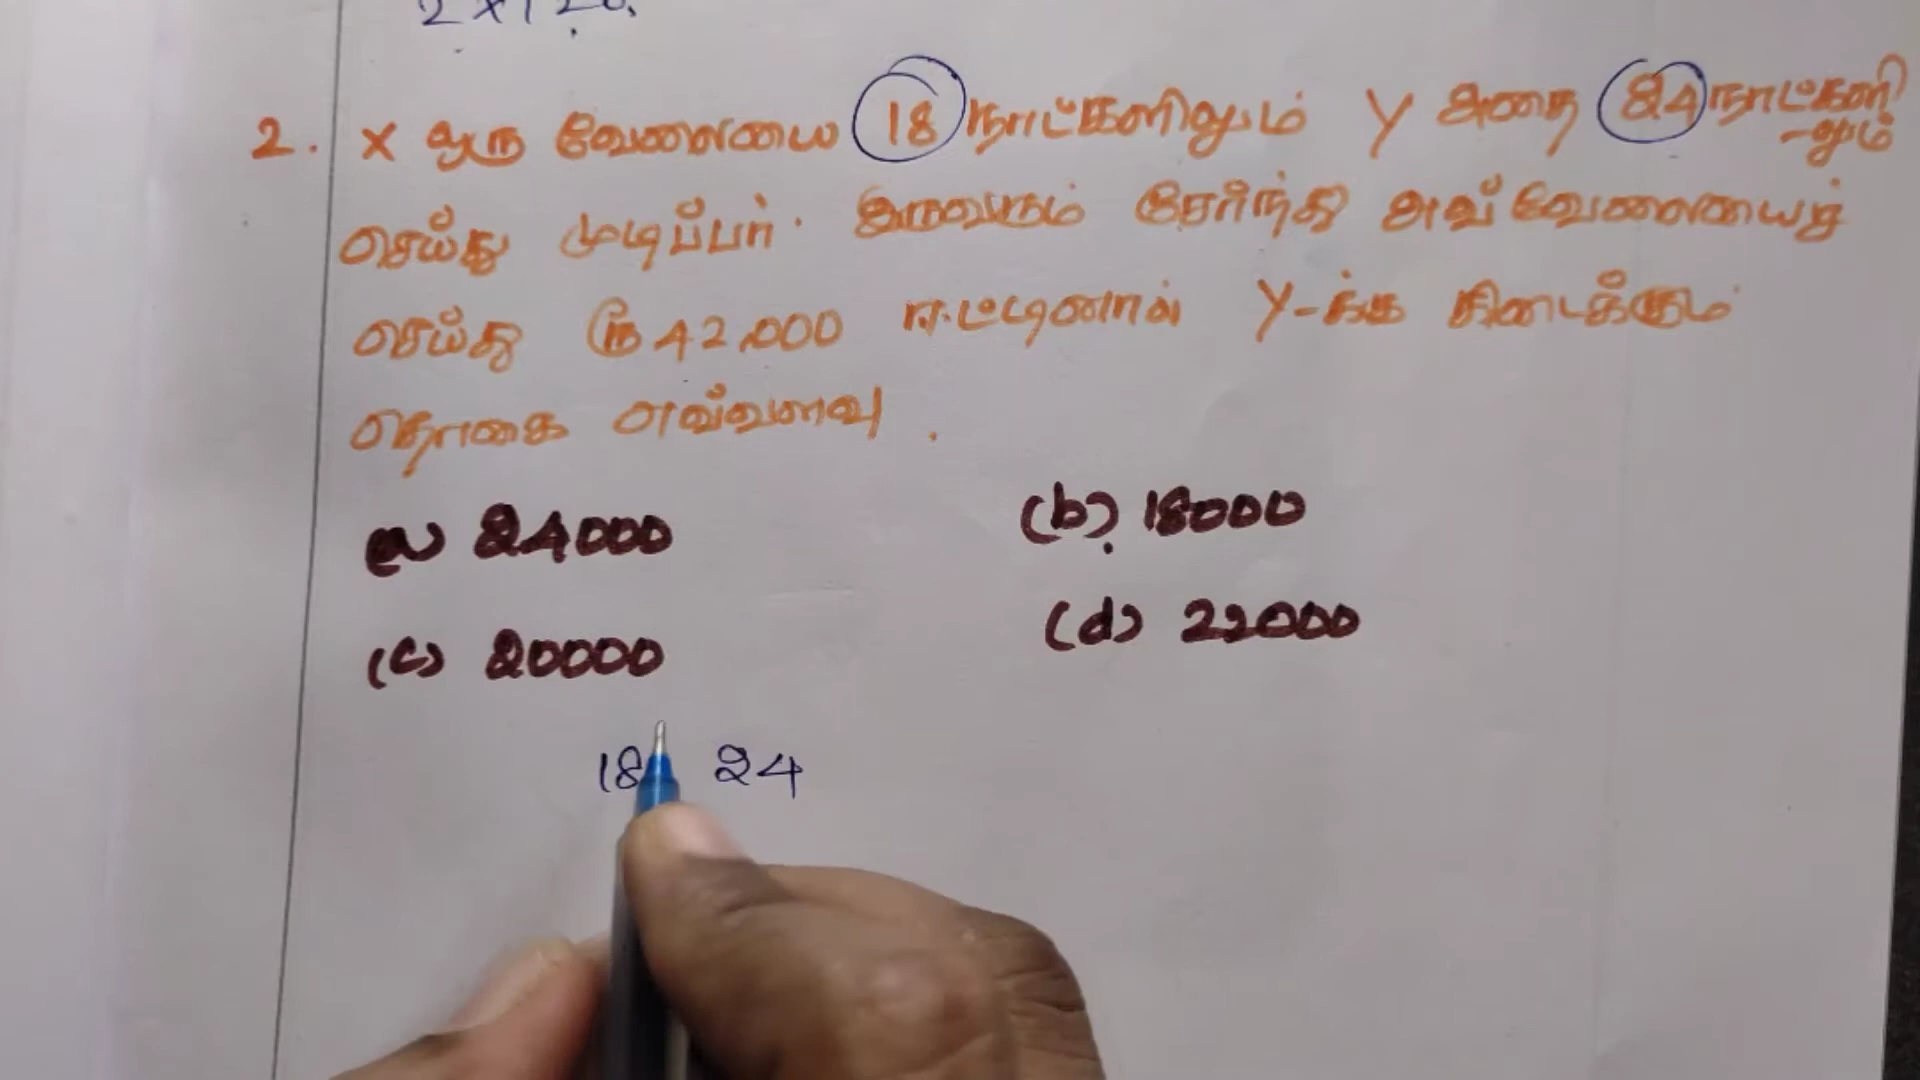 2. X ஒரு வேலையை 18 நாட்களிலும் Y அதை 24 நாட்களி
-லும்
செய்து முடிப்பர். இருவரும் சேர்ந்து அவ் வேலையைச்
செய்து ரூ 42,000 ஈட்டினால் Y-க்கு கிடைக்கும்
தொகை எவ்வளவு.
(a) 24000 (b) 18000
(c) 20000 (d) 22000
18 24